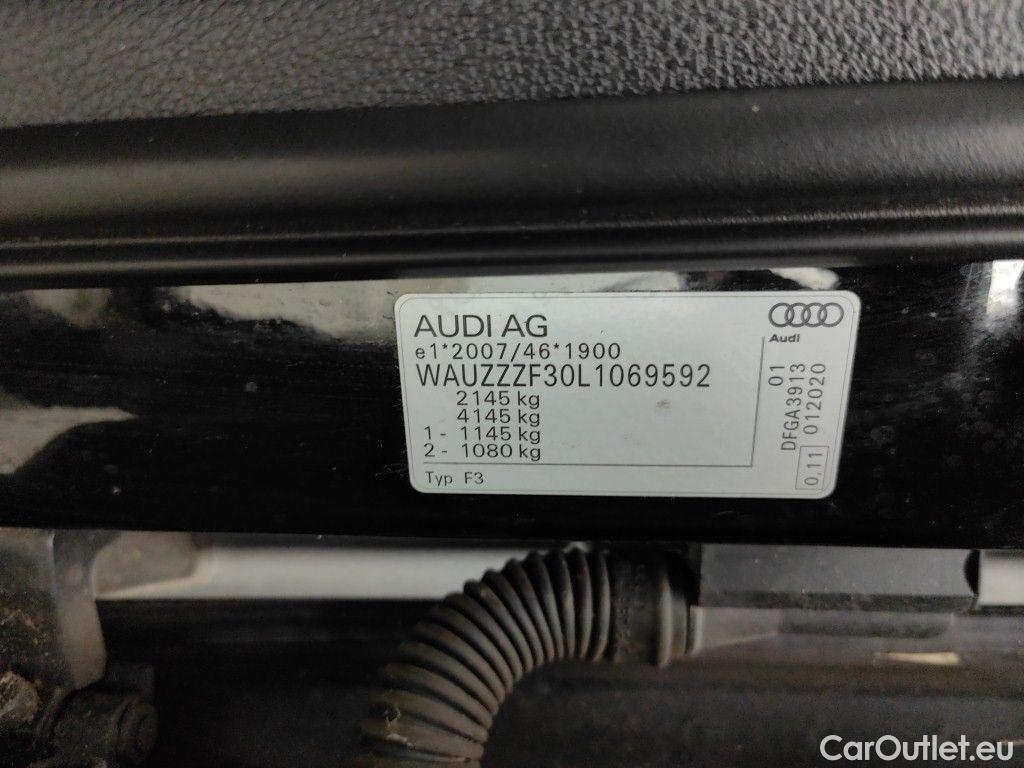 AUDI AG
e1*2007/46*1900
WAUZZZF30L1069592
2145 kg
4145 kg
1 - 1145 kg
2 - 1080 kg
Typ F3
Audi
01
DFGA3913
0,11 012020
CarOutlet.eu